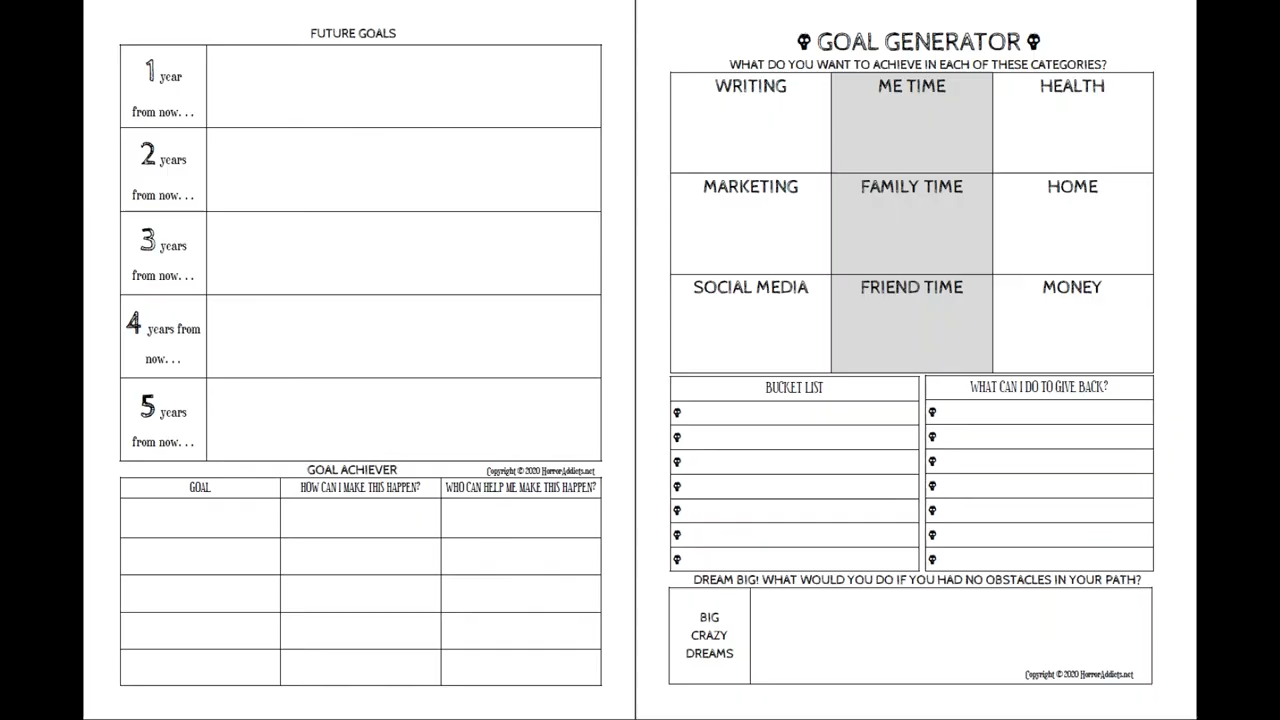 FUTURE GOALS
1 year
from now. . .
2 years
from now. . .
3 years
from now. . .
4 years from
now. . .
5 years
from now. . .
GOAL ACHIEVER
Copyright © 2020 HorrorAddicts.net
GOAL HOW CAN I MAKE THIS HAPPEN? WHO CAN HELP ME MAKE THIS HAPPEN?
GOAL GENERATOR
WHAT DO YOU WANT TO ACHIEVE IN EACH OF THESE CATEGORIES?
WRITING ME TIME HEALTH
MARKETING FAMILY TIME HOME
SOCIAL MEDIA FRIEND TIME MONEY
BUCKET LIST WHAT CAN I DO TO GIVE BACK?
DREAM BIG! WHAT WOULD YOU DO IF YOU HAD NO OBSTACLES IN YOUR PATH?
BIG
CRAZY
DREAMS
Copyright © 2020 HorrorAddicts.net